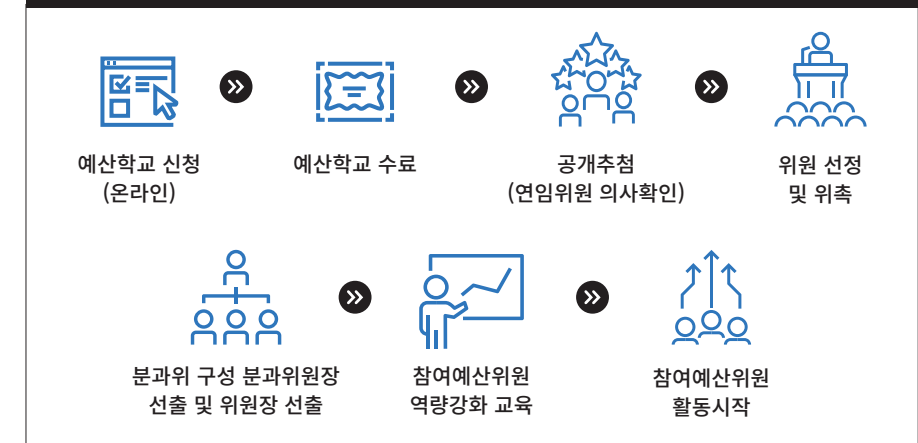 예산학교 신청
(온라인)
예산학교 수료
공개추첨
(연임위원 의사확인)
위원 선정
및 위촉
분과위 구성 분과위원장
선출 및 위원장 선출
참여예산위원
역량강화 교육
참여예산위원
활동시작